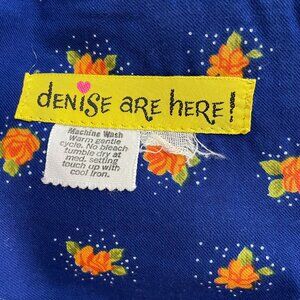 denise are here!
Machine Wash
Warm gentle
cycle. No bleach
tumble dry at
med. setting
touch up with
cool iron.